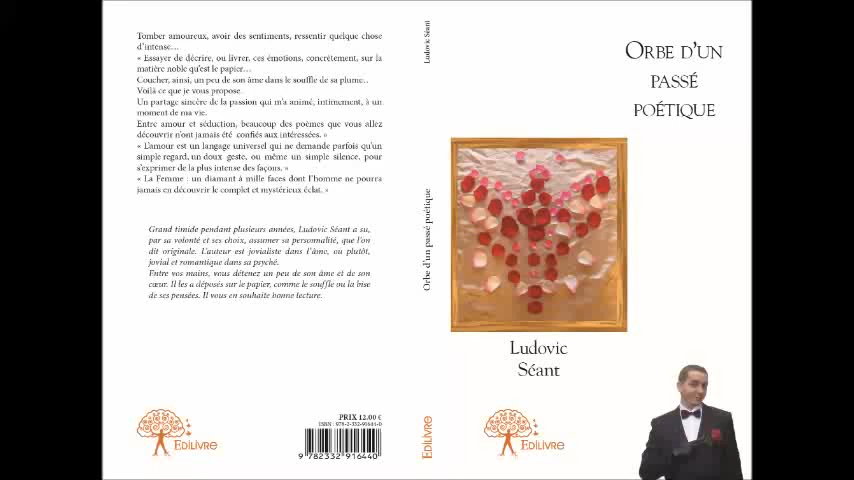 Tomber amoureux, avoir des sentiments, ressentir quelque chose
d'intense…
« Essayer de décrire, ou livrer, ces émotions, concrètement, sur la
matière noble qu'est le papier…
Coucher, ainsi, un peu de son âme dans le souffle de sa plume…
Voilà ce que je vous propose.
Un partage sincère de la passion qui m'a animé, intimement, à un
moment de ma vie.
Entre amour et séduction, beaucoup des poèmes que vous allez
découvrir n'ont jamais été confiés aux intéressées. »
« L'amour est un langage universel qui ne demande parfois qu'un
simple regard, un doux geste, ou même un simple silence, pour
s'exprimer de la plus intense des façons. »
« La Femme : un diamant à mille faces dont l'homme ne pourra
jamais en découvrir le complet et mystérieux éclat. »
Grand timide pendant plusieurs années, Ludovic Séant a su,
par sa volonté et ses choix, assumer sa personnalité, que l'on
dit originale. L'auteur est jovialiste dans l'âme, ou plutôt,
jovial et romantique dans sa psyché.
Entre vos mains, vous détenez un peu de son âme et de son
cœur. Il les a déposés sur le papier, comme le souffle ou la bise
de ses pensées. Il vous en souhaite bonne lecture.
EDILIVRE
PRIX 12.00 €
ISBN : 978-2-332-91644-0
9 782332 916440
Ludovic Séant
Orbe d'un passé poétique
EDILIVRE
ORBE D'UN
PASSÉ
POÉTIQUE
Ludovic
Séant
EDILIVRE